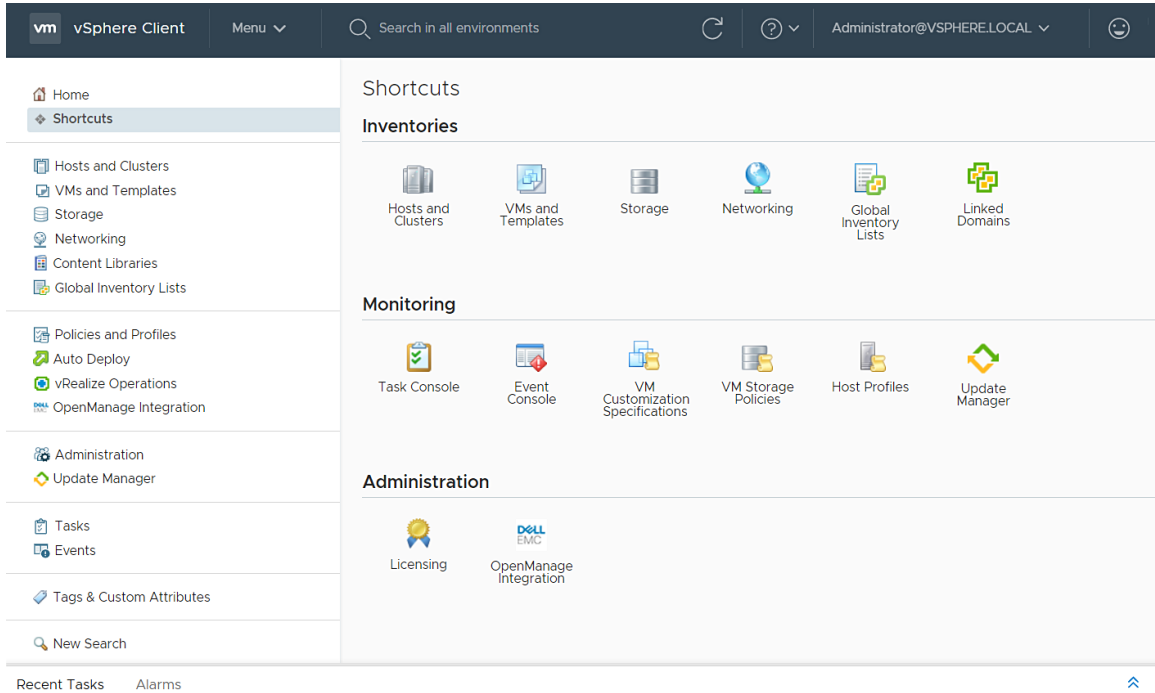 vm vSphere Client Menu Search in all environments ? Administrator@VSPHERE.LOCAL
Home
Shortcuts
Hosts and Clusters
VMs and Templates
Storage
Networking
Content Libraries
Global Inventory Lists
Policies and Profiles
Auto Deploy
vRealize Operations
DELL EMC OpenManage Integration
Administration
Update Manager
Tasks
Events
Tags & Custom Attributes
New Search
Shortcuts
Inventories
Hosts and
Clusters
VMs and
Templates
Storage
Networking
Global
Inventory
Lists
Linked
Domains
Monitoring
Task Console
Event
Console
VM
Customization
Specifications
VM Storage
Policies
Host Profiles
Update
Manager
Administration
Licensing
DELL
EMC
OpenManage
Integration
Recent Tasks Alarms